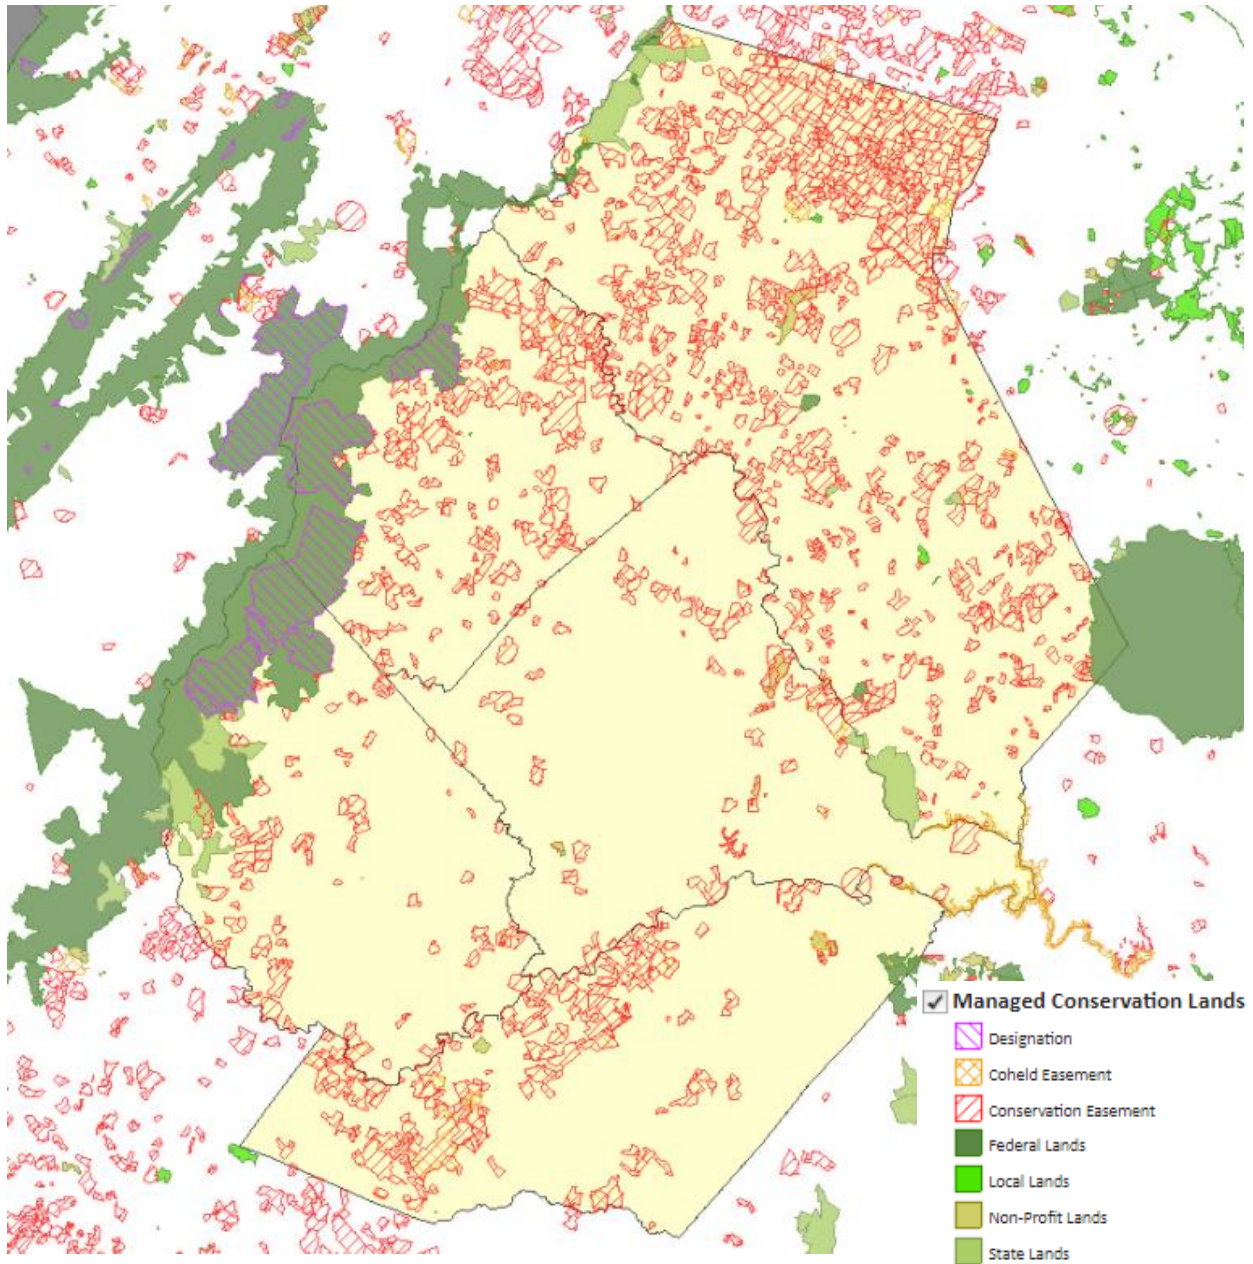 Managed Conservation Lands
Designation
Coheld Easement
Conservation Easement
Federal Lands
Local Lands
Non-Profit Lands
State Lands